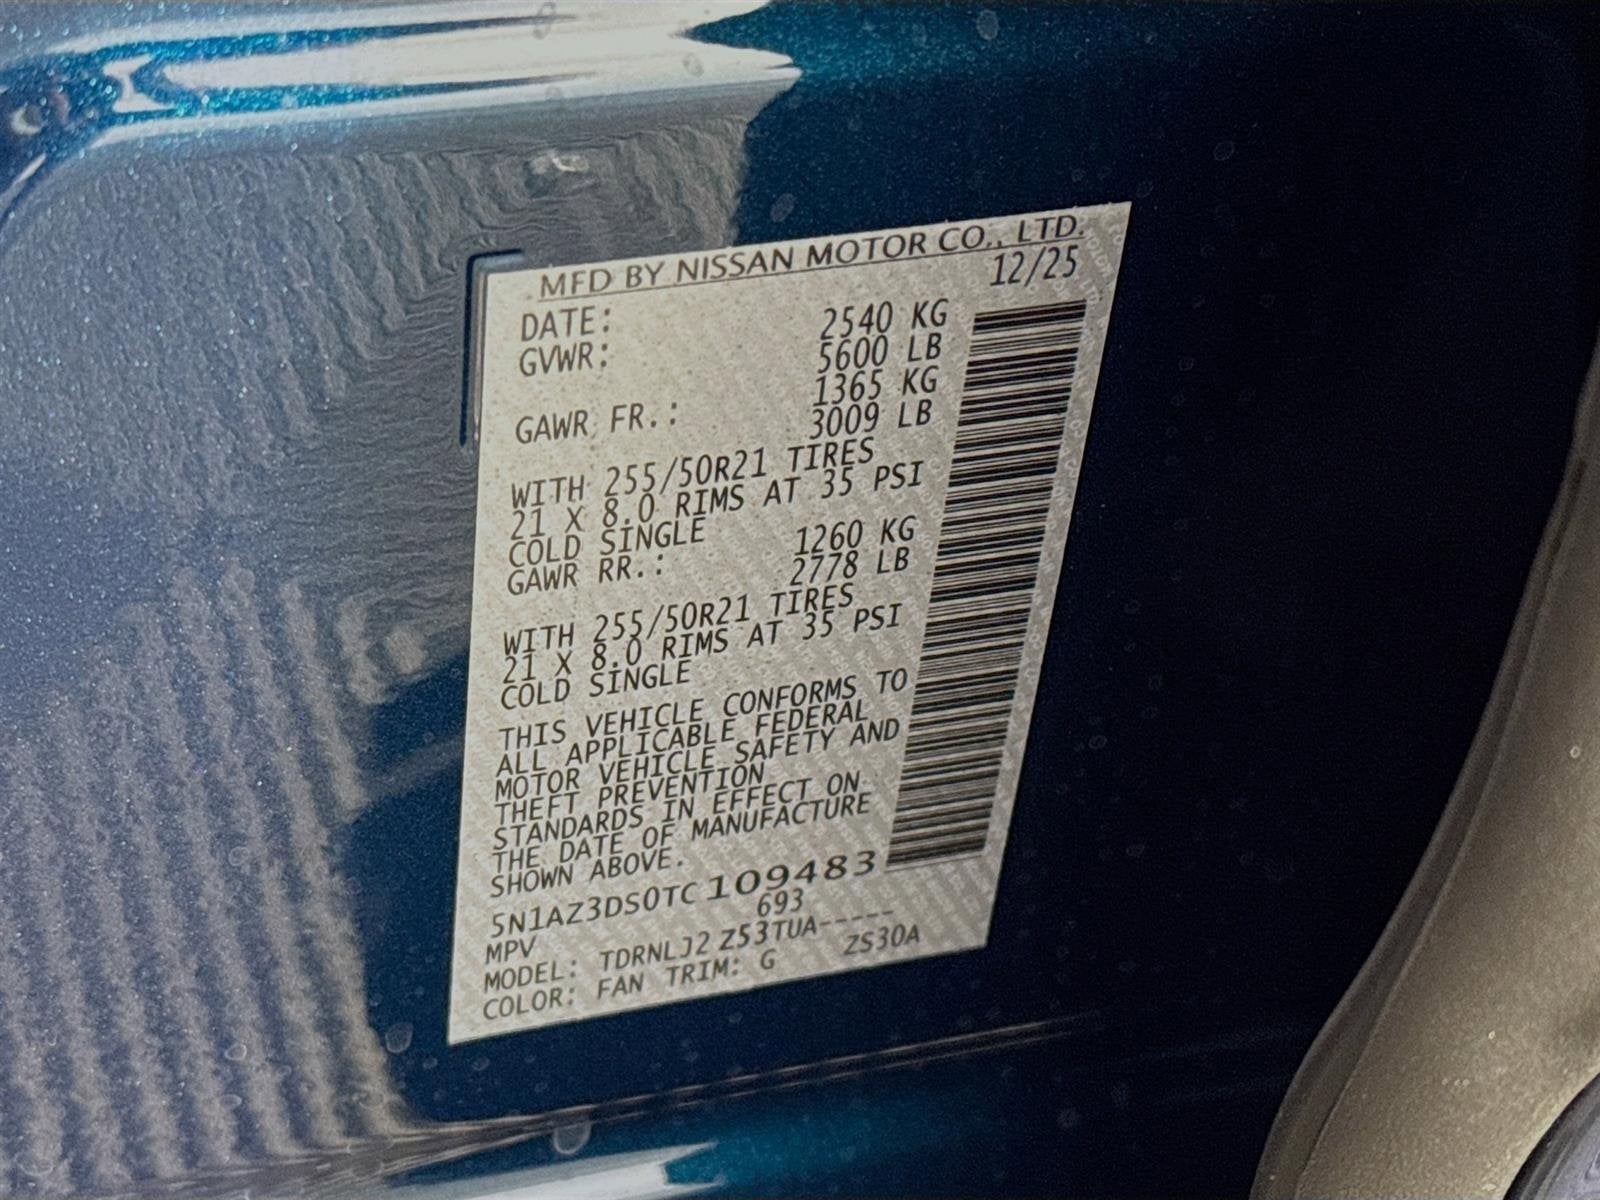 MFD BY NISSAN MOTOR CO., LTD.
DATE: 12/25
GVWR: 2540 KG
5600 LB
GAWR FR.: 1365 KG
3009 LB
WITH 255/50R21 TIRES
21 X 8.0 RIMS AT 35 PSI
COLD SINGLE
GAWR RR.: 1260 KG
2778 LB
WITH 255/50R21 TIRES
21 X 8.0 RIMS AT 35 PSI
COLD SINGLE
THIS VEHICLE CONFORMS TO
ALL APPLICABLE FEDERAL
MOTOR VEHICLE SAFETY AND
THEFT PREVENTION
STANDARDS IN EFFECT ON
THE DATE OF MANUFACTURE
SHOWN ABOVE.
5N1AZ3DS0TC109483
MPV 693
MODEL: TDRNLJ2 Z53TUA-----
COLOR: FAN TRIM: G ZS30A